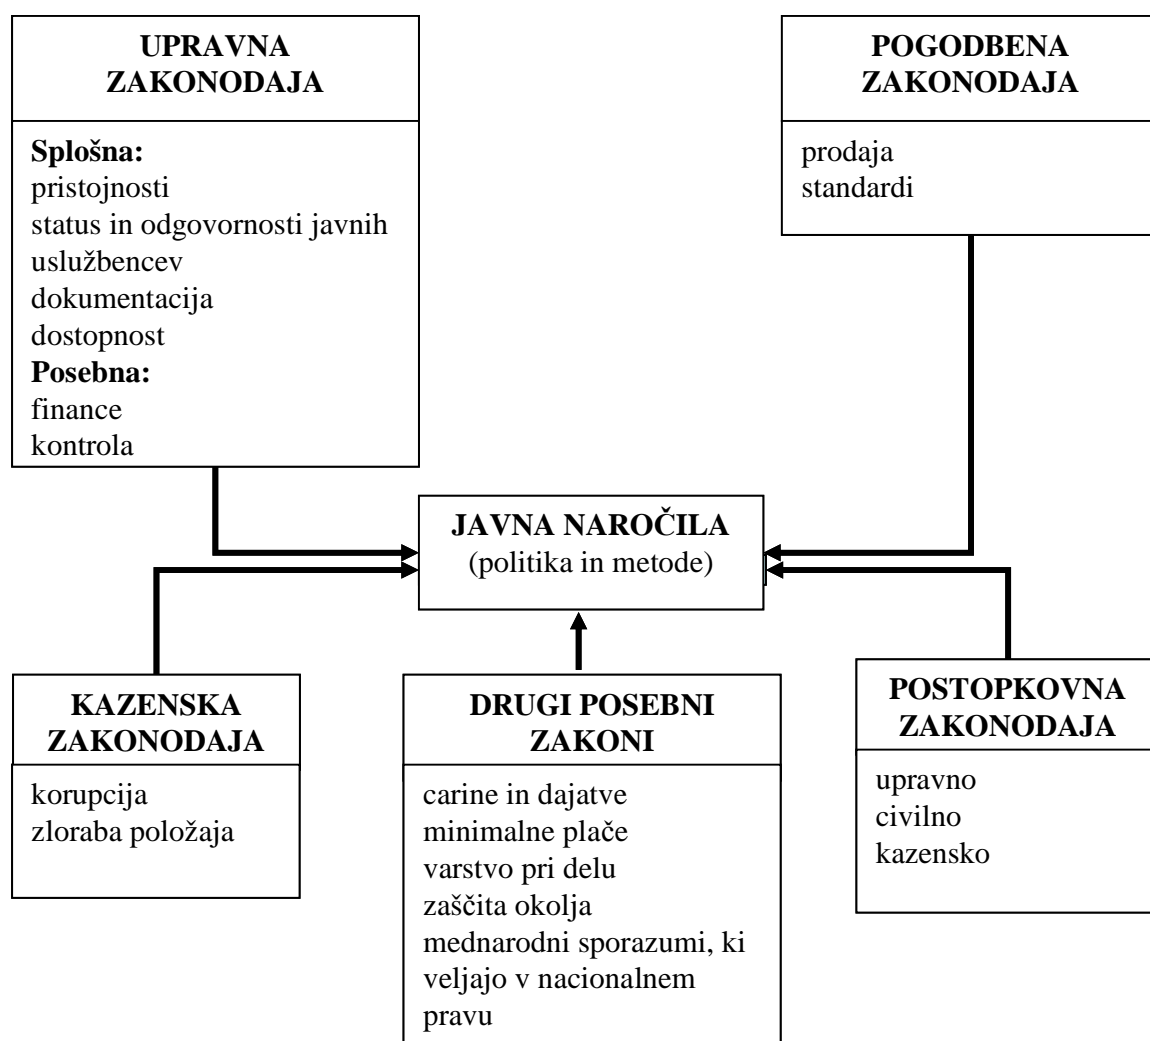 UPRAVNA
ZAKONODAJA
Splošna:
pristojnosti
status in odgovornosti javnih
uslužbencev
dokumentacija
dostopnost
Posebna:
finance
kontrola
POGODBENA
ZAKONODAJA
prodaja
standardi
JAVNA NAROČILA
(politika in metode)
KAZENSKA
ZAKONODAJA
korupcija
zloraba položaja
DRUGI POSEBNI
ZAKONI
carine in dajatve
minimalne plače
varstvo pri delu
zaščita okolja
mednarodni sporazumi, ki
veljajo v nacionalnem
pravu
POSTOPKOVNA
ZAKONODAJA
upravno
civilno
kazensko